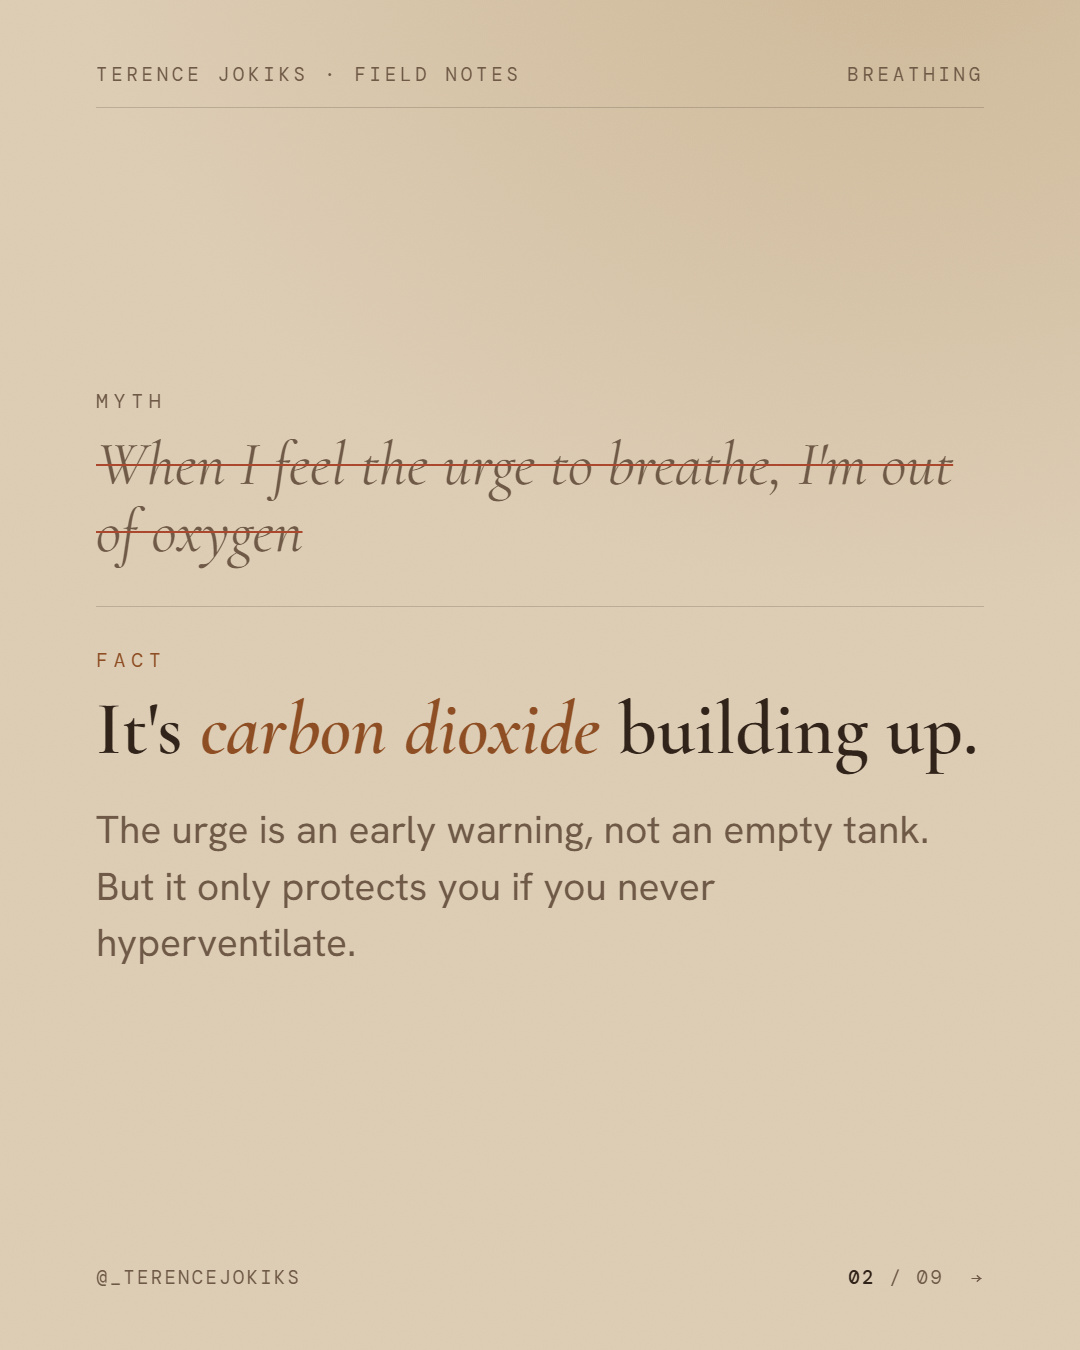 TERENCE JOKIKS · FIELD NOTES
BREATHING
MYTH
When I feel the urge to breathe, I'm out
of oxygen
FACT
It's carbon dioxide building up.
The urge is an early warning, not an empty tank.
But it only protects you if you never
hyperventilate.
@_TERENCEJOKIKS
02 / 09 →